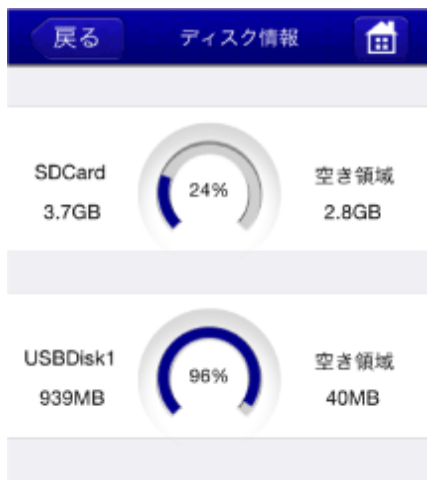 戻る ディスク情報
SDCard 24% 空き領域
3.7GB 2.8GB
USBDisk1 96% 空き領域
939MB 40MB